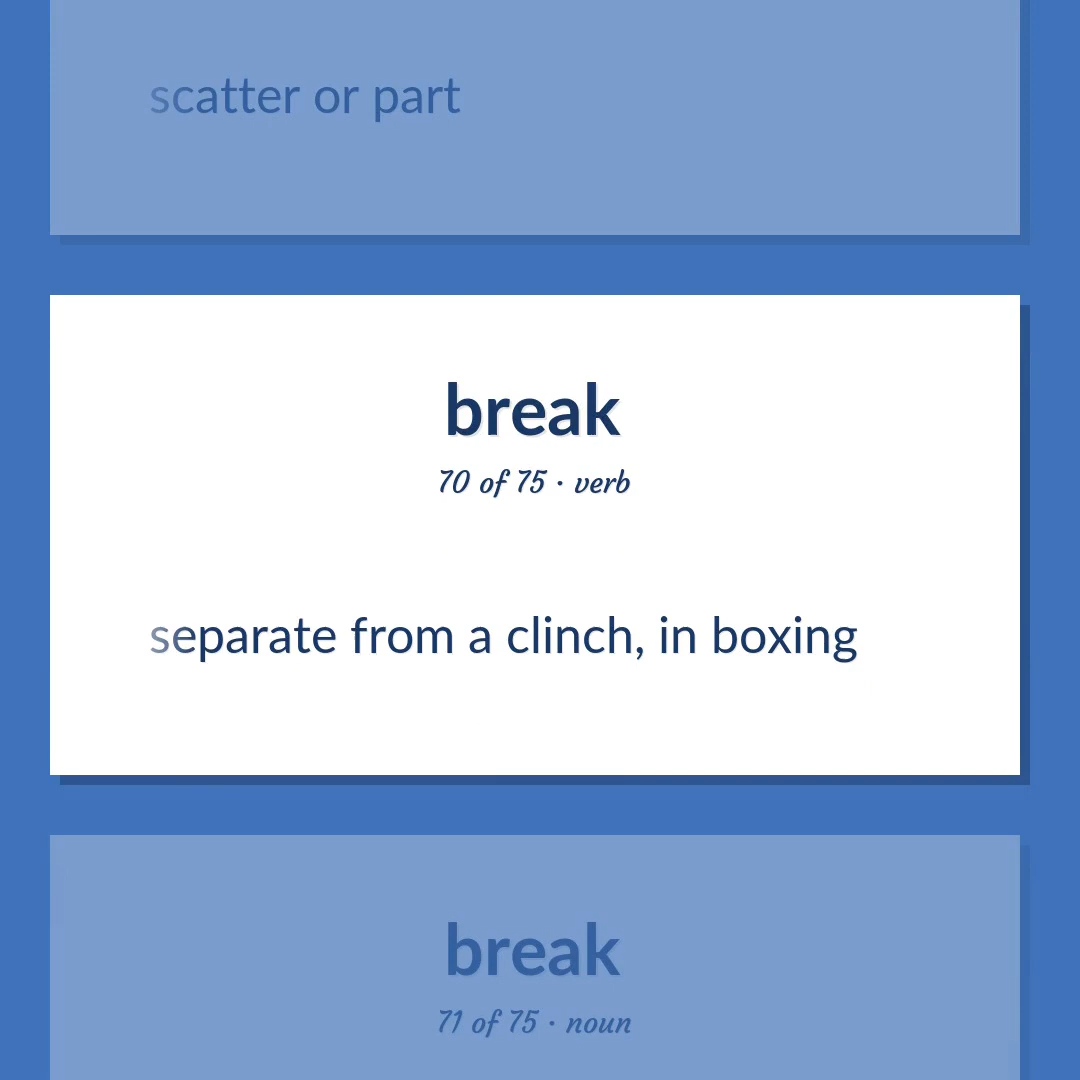 scatter or part
break
70 of 75 · verb
separate from a clinch, in boxing
break
71 of 75 · noun